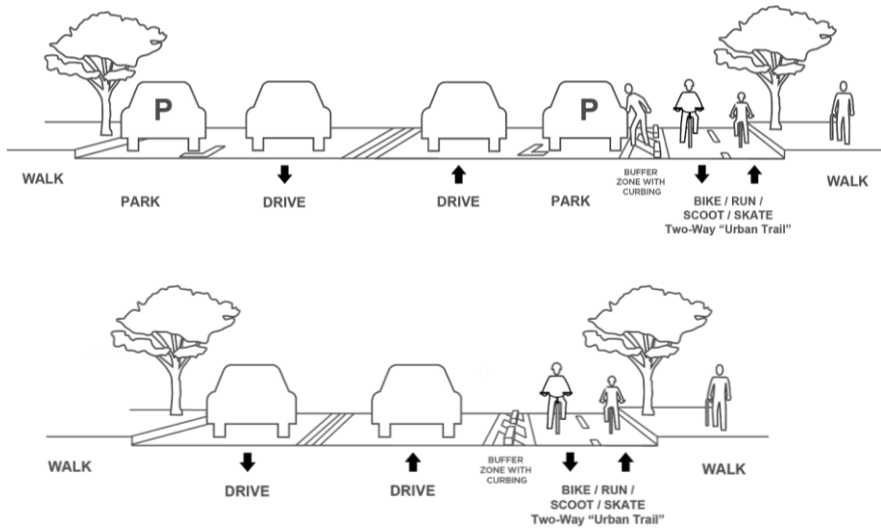 P
P
WALK
PARK
DRIVE
DRIVE
PARK
BUFFER
ZONE WITH
CURBING
BIKE / RUN /
SCOOT / SKATE
Two-Way “Urban Trail”
WALK
WALK
DRIVE
DRIVE
BUFFER
ZONE WITH
CURBING
BIKE / RUN /
SCOOT / SKATE
Two-Way “Urban Trail”
WALK